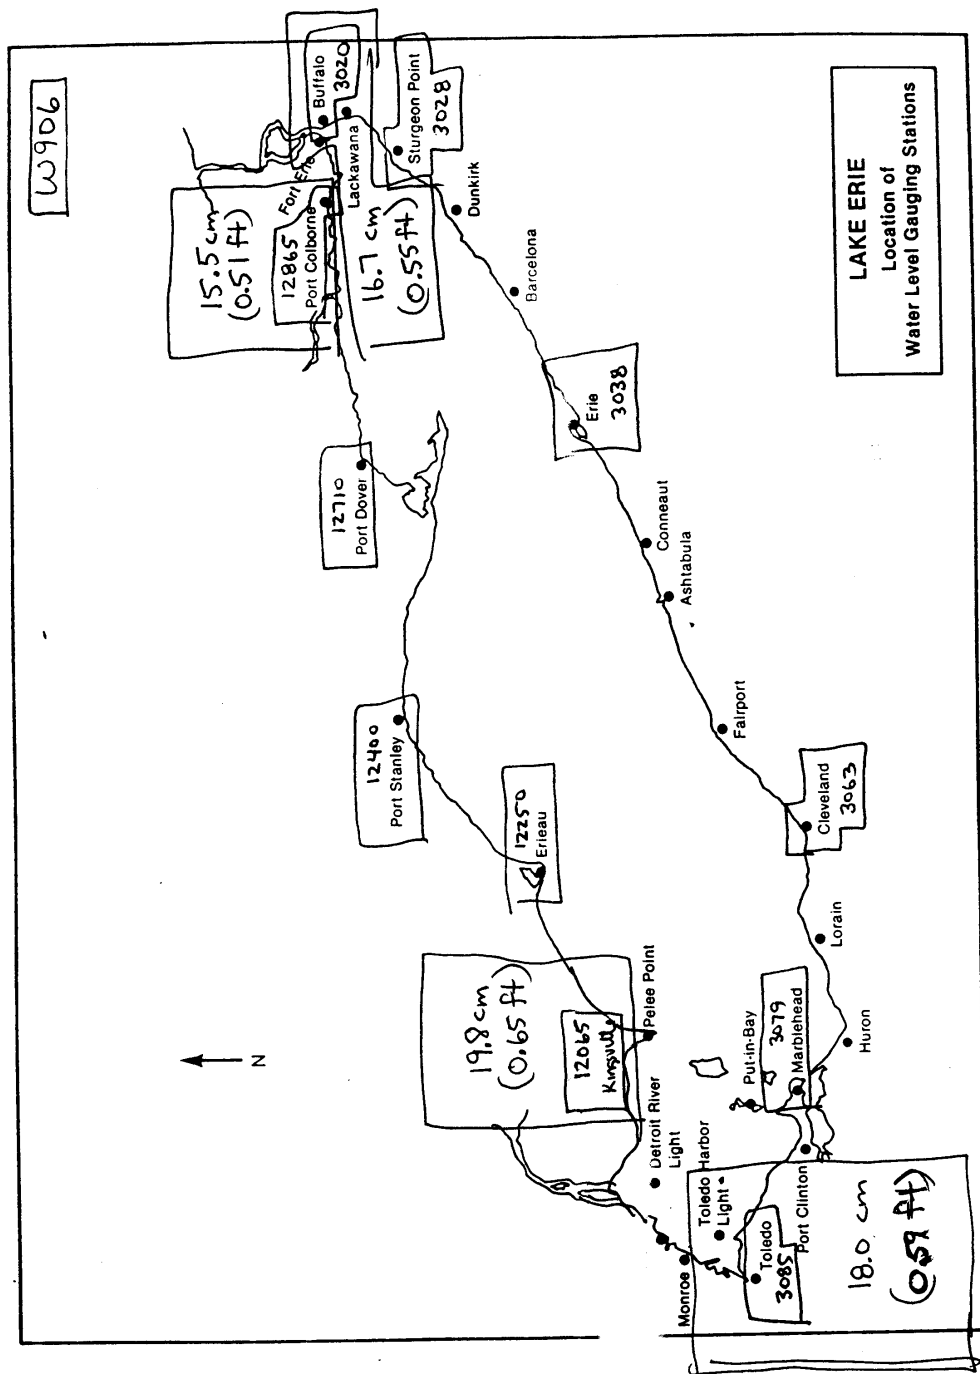 W906
15.5 cm
(0.51 ft)
Fort Erie
Buffalo
3020
12865
Port Colborne
Lackawana
16.7 cm
(0.55 ft)
Sturgeon Point
3028
Dunkirk
Barcelona
12710
Port Dover
Erie
3038
Conneaut
Ashtabula
12400
Port Stanley
Fairport
12250
Erieau
Cleveland
3063
Lorain
19.8 cm
(0.65 ft)
12065
Kingsville
Pelee Point
N
Put-in-Bay
3079
Marblehead
Huron
Detroit River
Light
Toledo Harbor
Light
Port Clinton
Monroe
Toledo
3085
18.0 cm
(0.59 ft)
LAKE ERIE
Location of
Water Level Gauging Stations